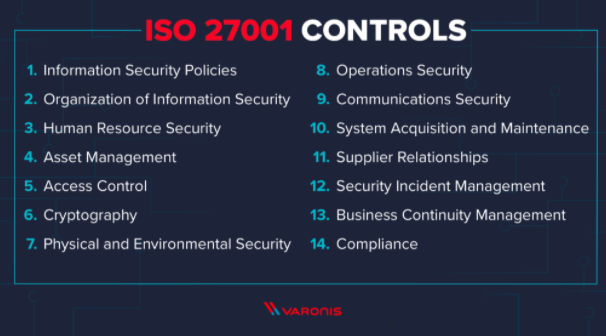 ISO 27001 CONTROLS
1. Information Security Policies
2. Organization of Information Security
3. Human Resource Security
4. Asset Management
5. Access Control
6. Cryptography
7. Physical and Environmental Security
8. Operations Security
9. Communications Security
10. System Acquisition and Maintenance
11. Supplier Relationships
12. Security Incident Management
13. Business Continuity Management
14. Compliance
VARONIS